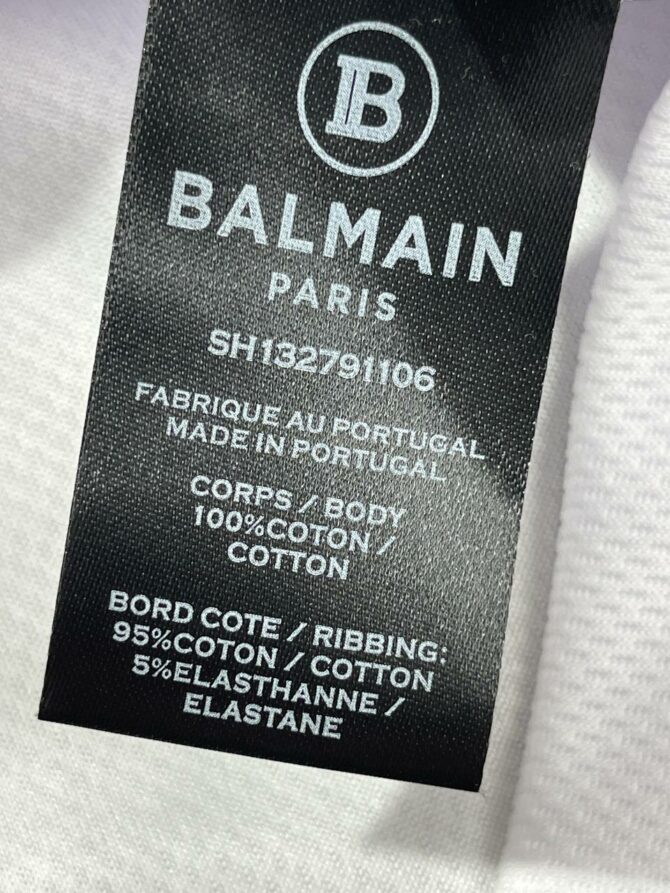 B
BALMAIN
PARIS
SH132791106
FABRIQUE AU PORTUGAL
MADE IN PORTUGAL
CORPS / BODY
100%COTON /
COTTON
BORD COTE / RIBBING:
95%COTON / COTTON
5%ELASTHANNE /
ELASTANE